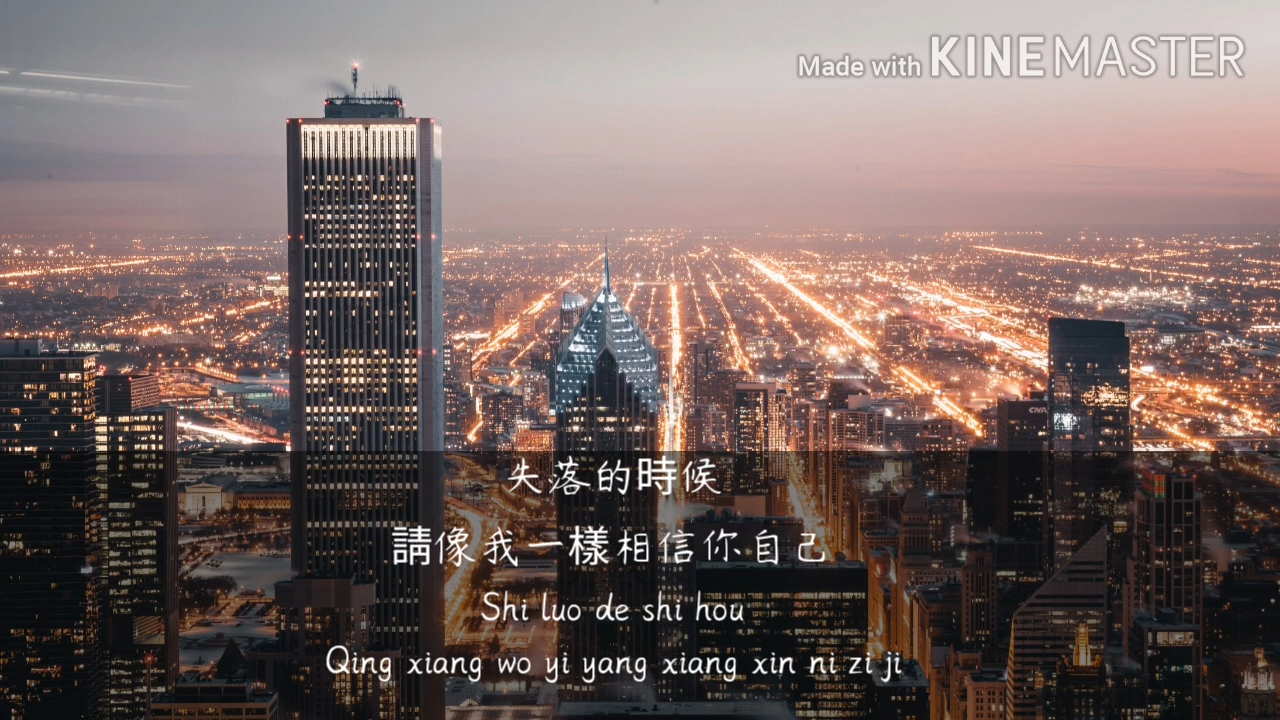 Made with KINEMASTER
CNA
失落的時候
請像我一樣相信你自己
Shi luo de shi hou
Qing xiang wo yi yang xiang xin ni zi ji